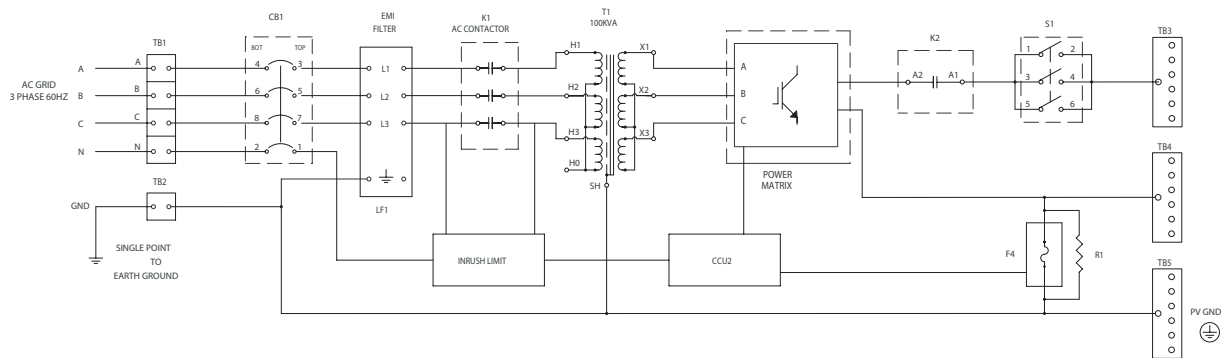 T1
100KVA
CB1
EMI
FILTER
K1
AC CONTACTOR
K2
S1
TB3
TB1
BOT
TOP
H1
X1
1
2
A
A
4
3
L1
A
A2
A1
AC GRID
3 PHASE 60HZ
B
B
6
5
L2
H2
X2
B
3
4
C
C
8
7
L3
H3
X3
C
5
6
N
N
2
1
H0
TB4
POWER
MATRIX
TB2
SH
GND
LF1
SINGLE POINT
TO
EARTH GROUND
INRUSH LIMIT
CCU2
F4
R1
TB5
PV GND